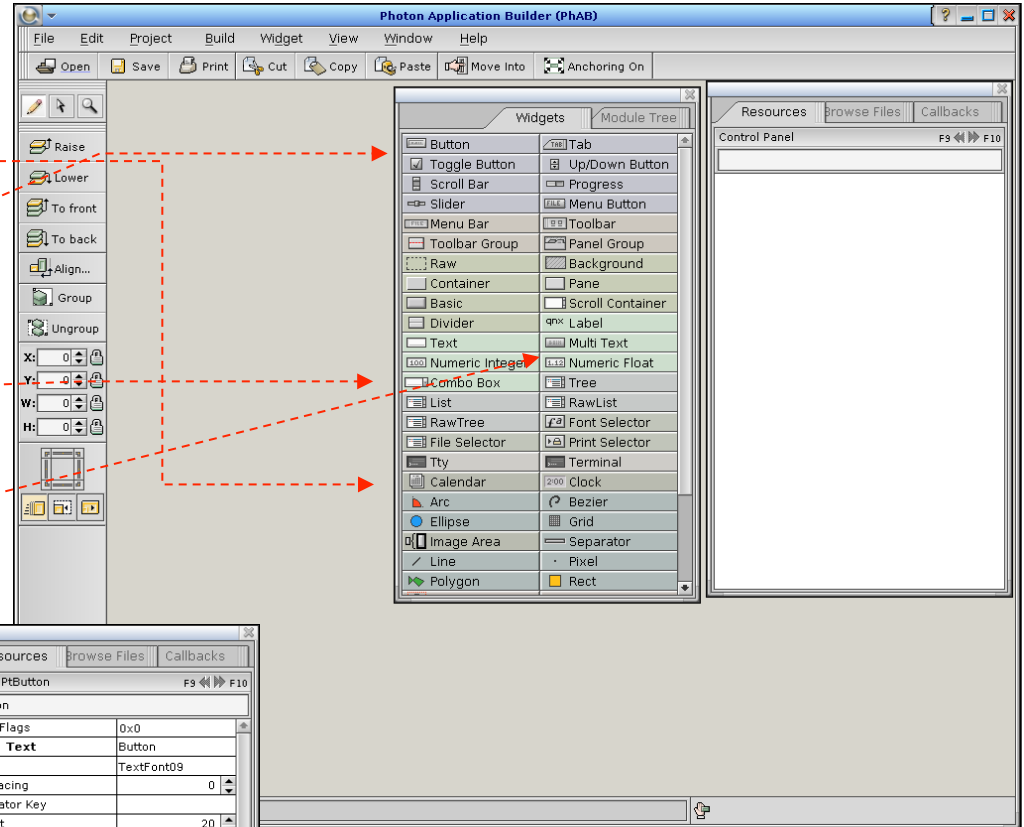 Photon Application Builder (PhAB)
File Edit Project Build Widget View Window Help
Open Save Print Cut Copy Paste Move Into Anchoring On
Raise
Lower
To front
To back
Align...
Group
Ungroup
X: 0
Y: 0
W: 0
H: 0
Widgets Module Tree
Button Tab
Toggle Button Up/Down Button
Scroll Bar Progress
Slider Menu Button
Menu Bar Toolbar
Toolbar Group Panel Group
Raw Background
Container Pane
Basic Scroll Container
Divider qnx Label
Text Multi Text
Numeric Integer Numeric Float
Combo Box Tree
List RawList
RawTree Font Selector
File Selector Print Selector
Tty Terminal
Calendar Clock
Arc Bezier
Ellipse Grid
Image Area Separator
Line Pixel
Polygon Rect
Resources Browse Files Callbacks
Control Panel F9 F10
sources Browse Files Callbacks
PtButton F9 F10
on
Flags 0x0
Text Button
TextFont09
acing 0
ator Key
t 20